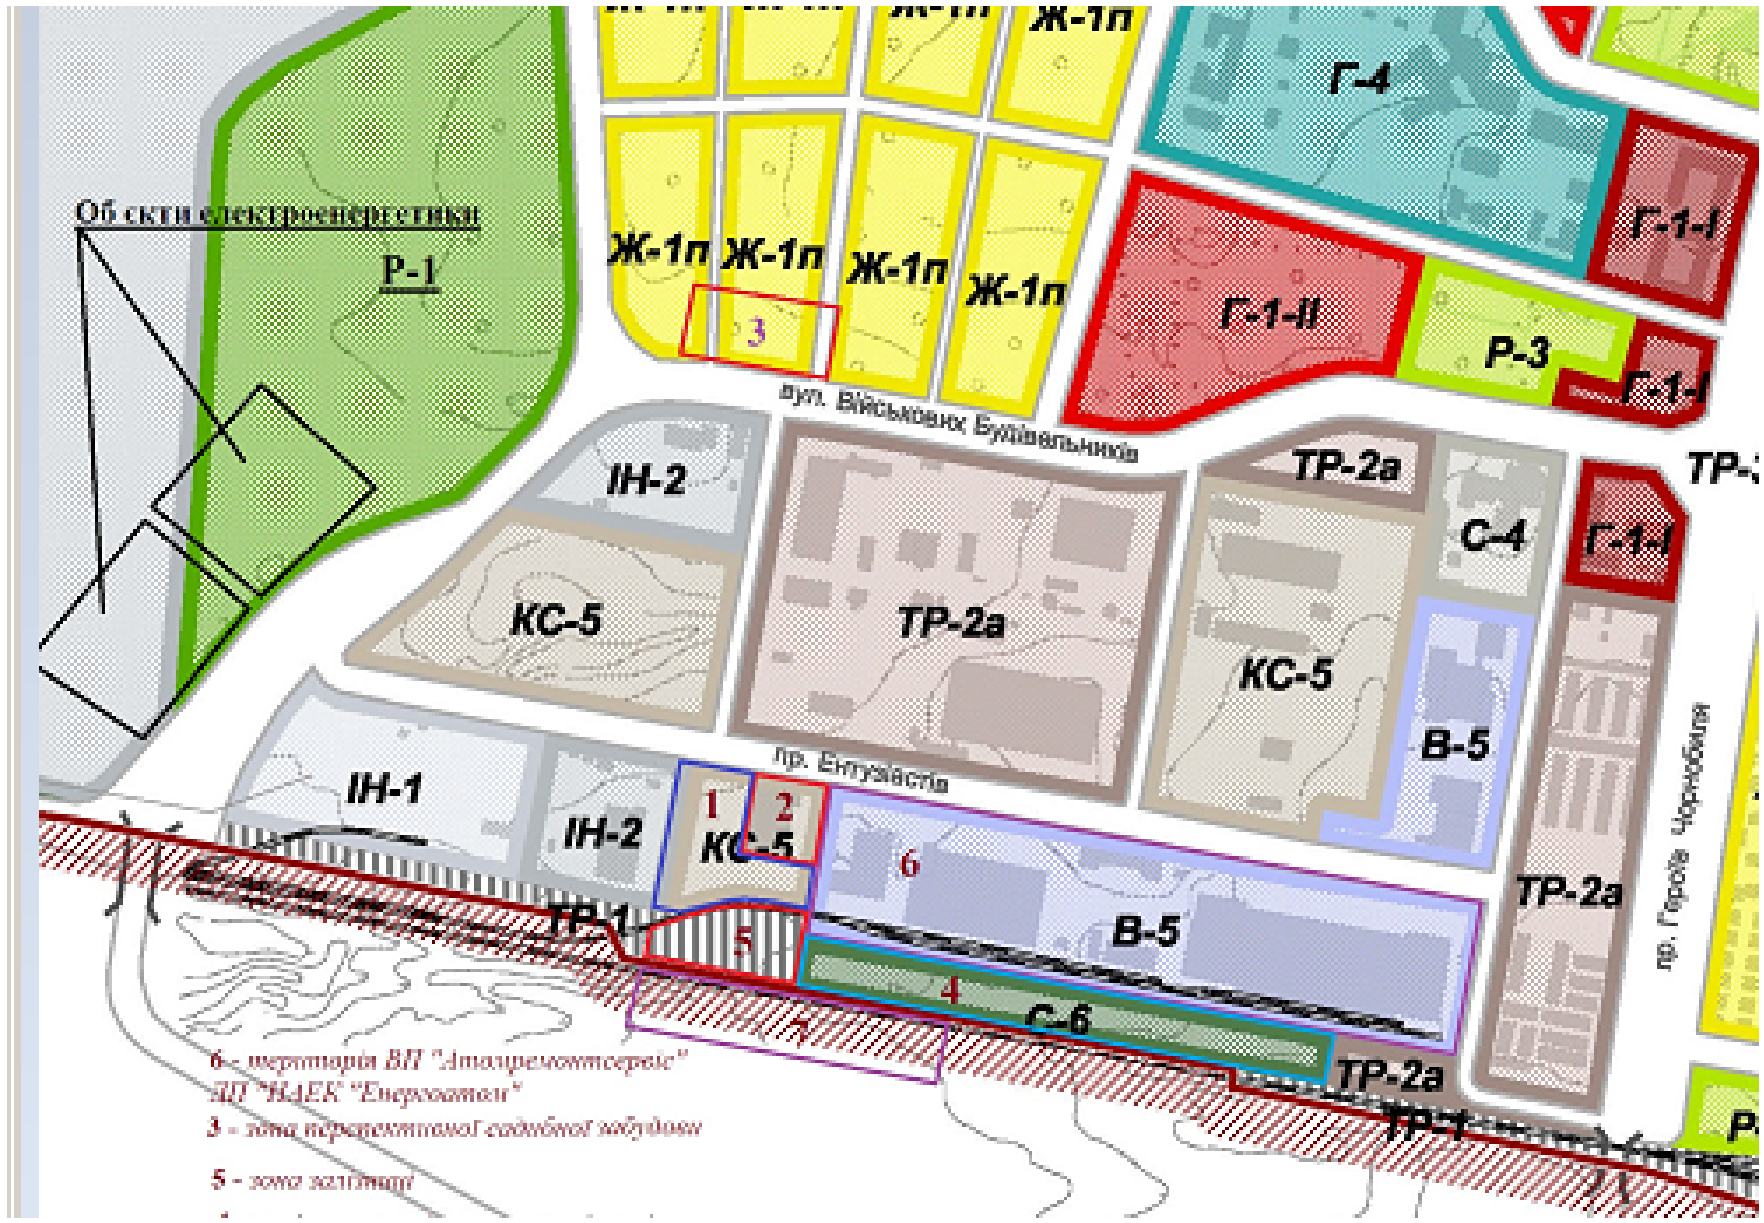 Ж-1п
Г-4
Г-1-І
Об єкти електроенергетики
Р-1
Ж-1п Ж-1п Ж-1п Ж-1п
Г-1-ІІ
Р-3
3
Г-1-І
вул. Військових Будівельників
ІН-2
ТР-2а
С-4
Г-1-І
КС-5
ТР-2а
КС-5
В-5
пр. Ентузіастів
пр. Героїв Чорнобиля
ІН-1
ІН-2
1
2
КС-5
6
В-5
ТР-2а
ТР-1
5
4
С-6
7
ТР-2а
ТР-1
6 - територія ВП "Атомремонтсервіс"
ДП "НАЕК "Енергоатом"
3 - зона перспективної садибної забудови
5 - зона залізниці